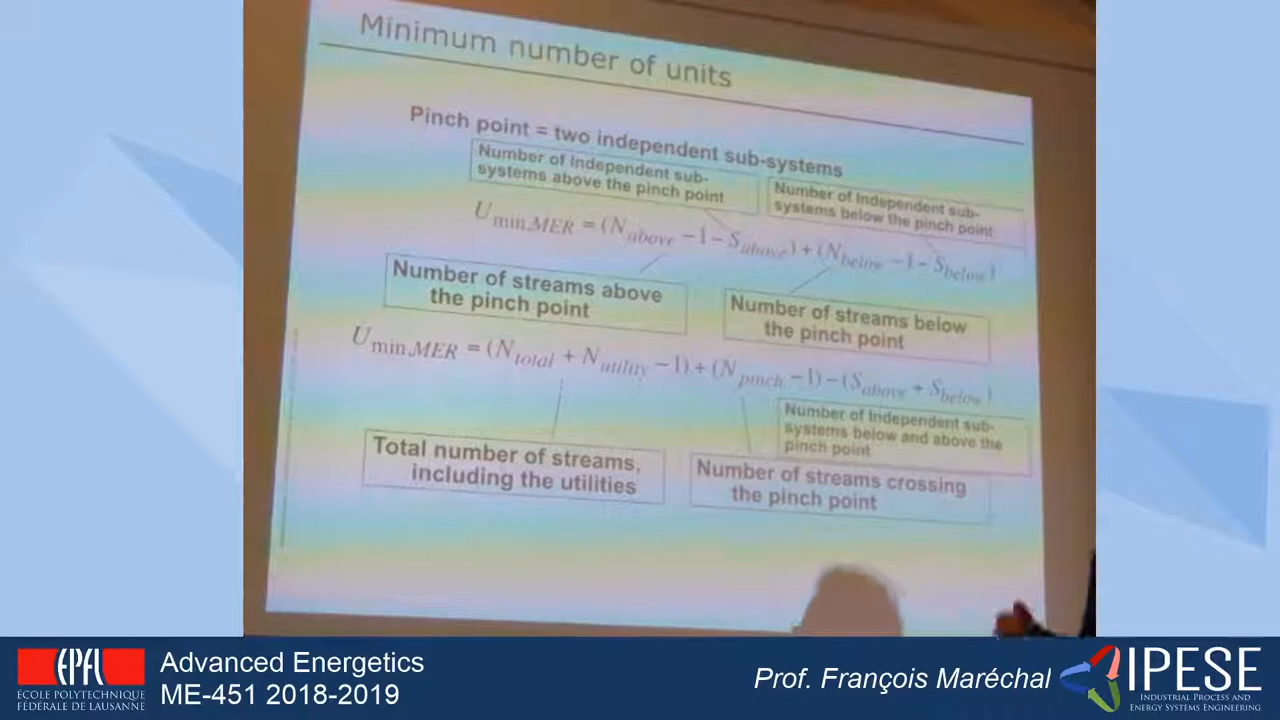 Minimum number of units
Pinch point = two independent sub-systems
Number of Independent sub-
systems above the pinch point
Number of Independent sub-
systems below the pinch point
U min,MER = (N above −1−S above) + (N below −1−S below)
Number of streams above
the pinch point
Number of streams below
the pinch point
U min,MER = (N total + N utility −1) + (N pinch −1) − (S above + S below)
Number of Independent sub-
systems below and above the
pinch point
Total number of streams,
including the utilities
Number of streams crossing
the pinch point
EPFL
ÉCOLE POLYTECHNIQUE
FÉDÉRALE DE LAUSANNE
Advanced Energetics
ME-451 2018-2019
Prof. François Maréchal
IPESE
INDUSTRIAL PROCESS AND
ENERGY SYSTEMS ENGINEERING